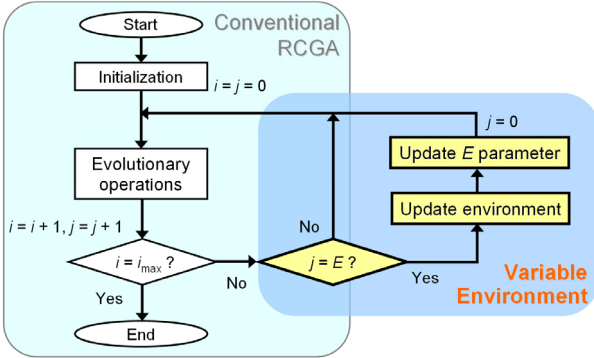 Start
Conventional
RCGA
Initialization
i = j = 0
j = 0
Update E parameter
Evolutionary
operations
Update environment
i = i + 1, j = j + 1
No
i = imax ?
j = E ?
No
Yes
Yes
Variable
Environment
End